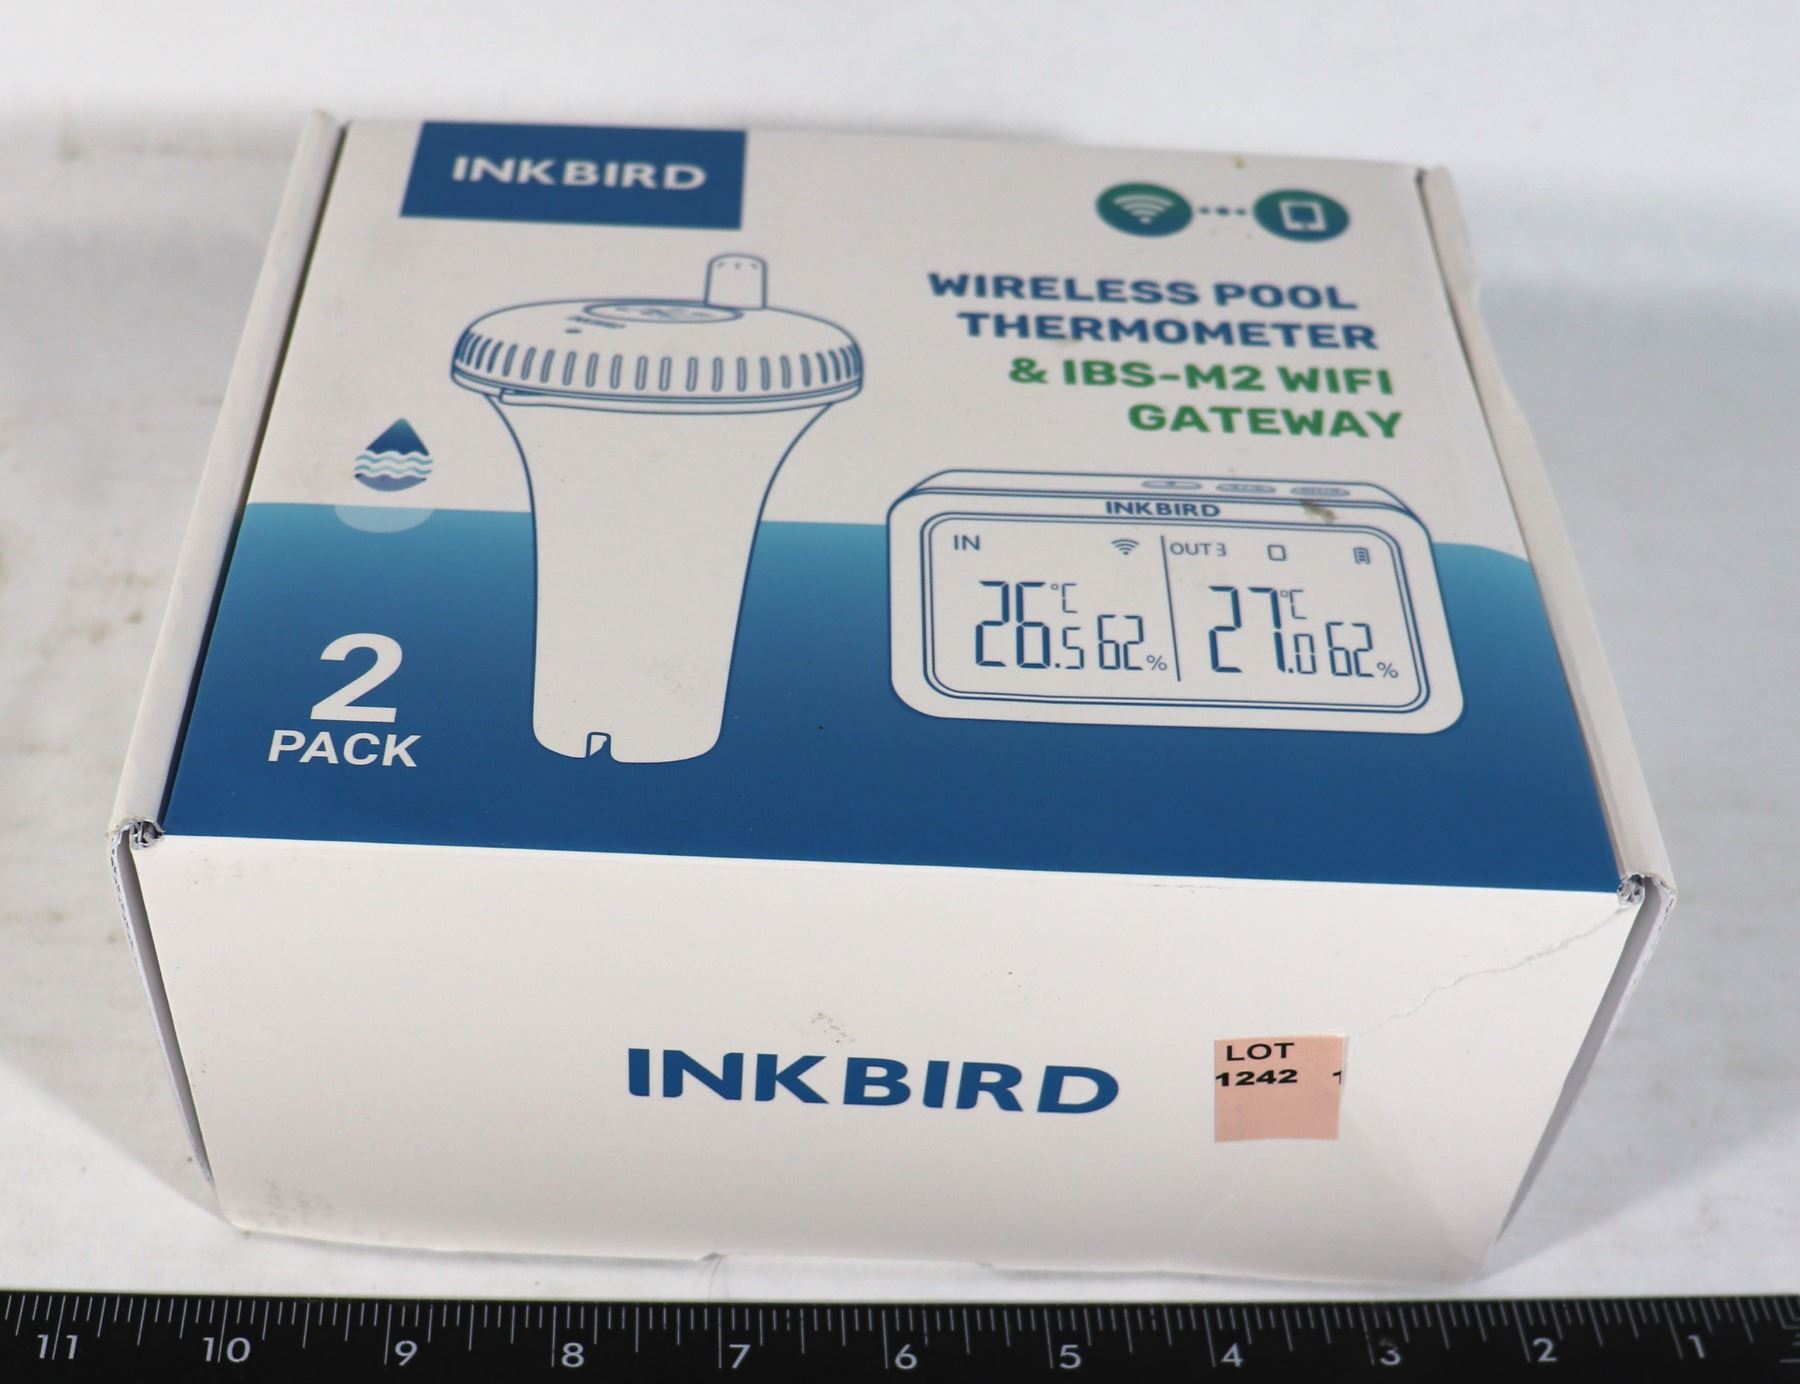 INKBIRD
WIRELESS POOL
THERMOMETER
& IBS-M2 WIFI
GATEWAY
INKBIRD
IN OUT 3
26.5 °C 62% 27.0 °C 62%
2
PACK
INKBIRD
LOT
1242 1
11 10 9 8 7 6 5 4 3 2 1